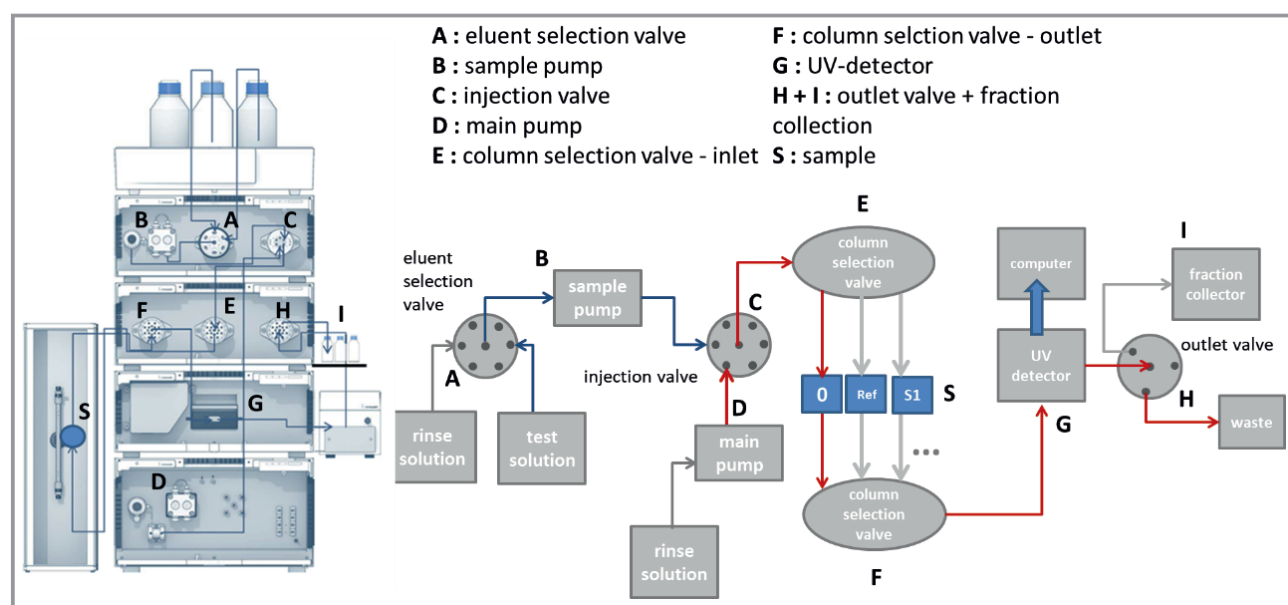 A : eluent selection valve
B : sample pump
C : injection valve
D : main pump
E : column selection valve - inlet
F : column selction valve - outlet
G : UV-detector
H + I : outlet valve + fraction
collection
S : sample
B
A
C
F
E
H
I
S
G
D
eluent
selection
valve
A
B
sample
pump
rinse
solution
test
solution
injection valve
C
D
main
pump
rinse
solution
E
column
selection
valve
0
Ref
S1
S
...
column
selection
valve
F
computer
UV
detector
G
I
fraction
collector
outlet valve
H
waste